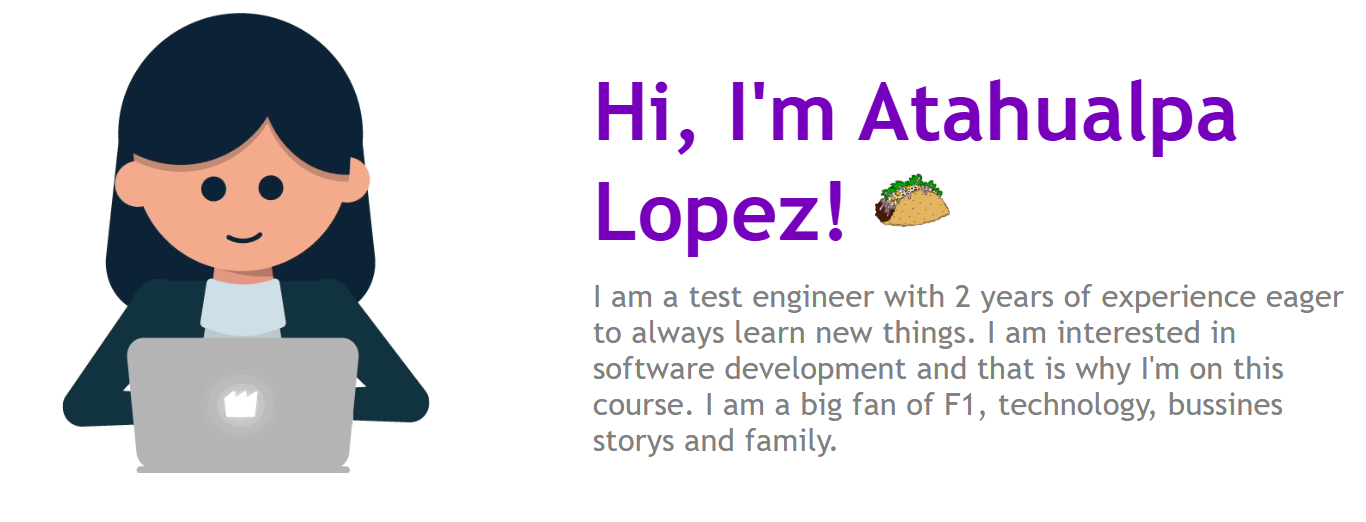 Hi, I'm Atahualpa
Lopez!
I am a test engineer with 2 years of experience eager
to always learn new things. I am interested in
software development and that is why I'm on this
course. I am a big fan of F1, technology, bussines
storys and family.